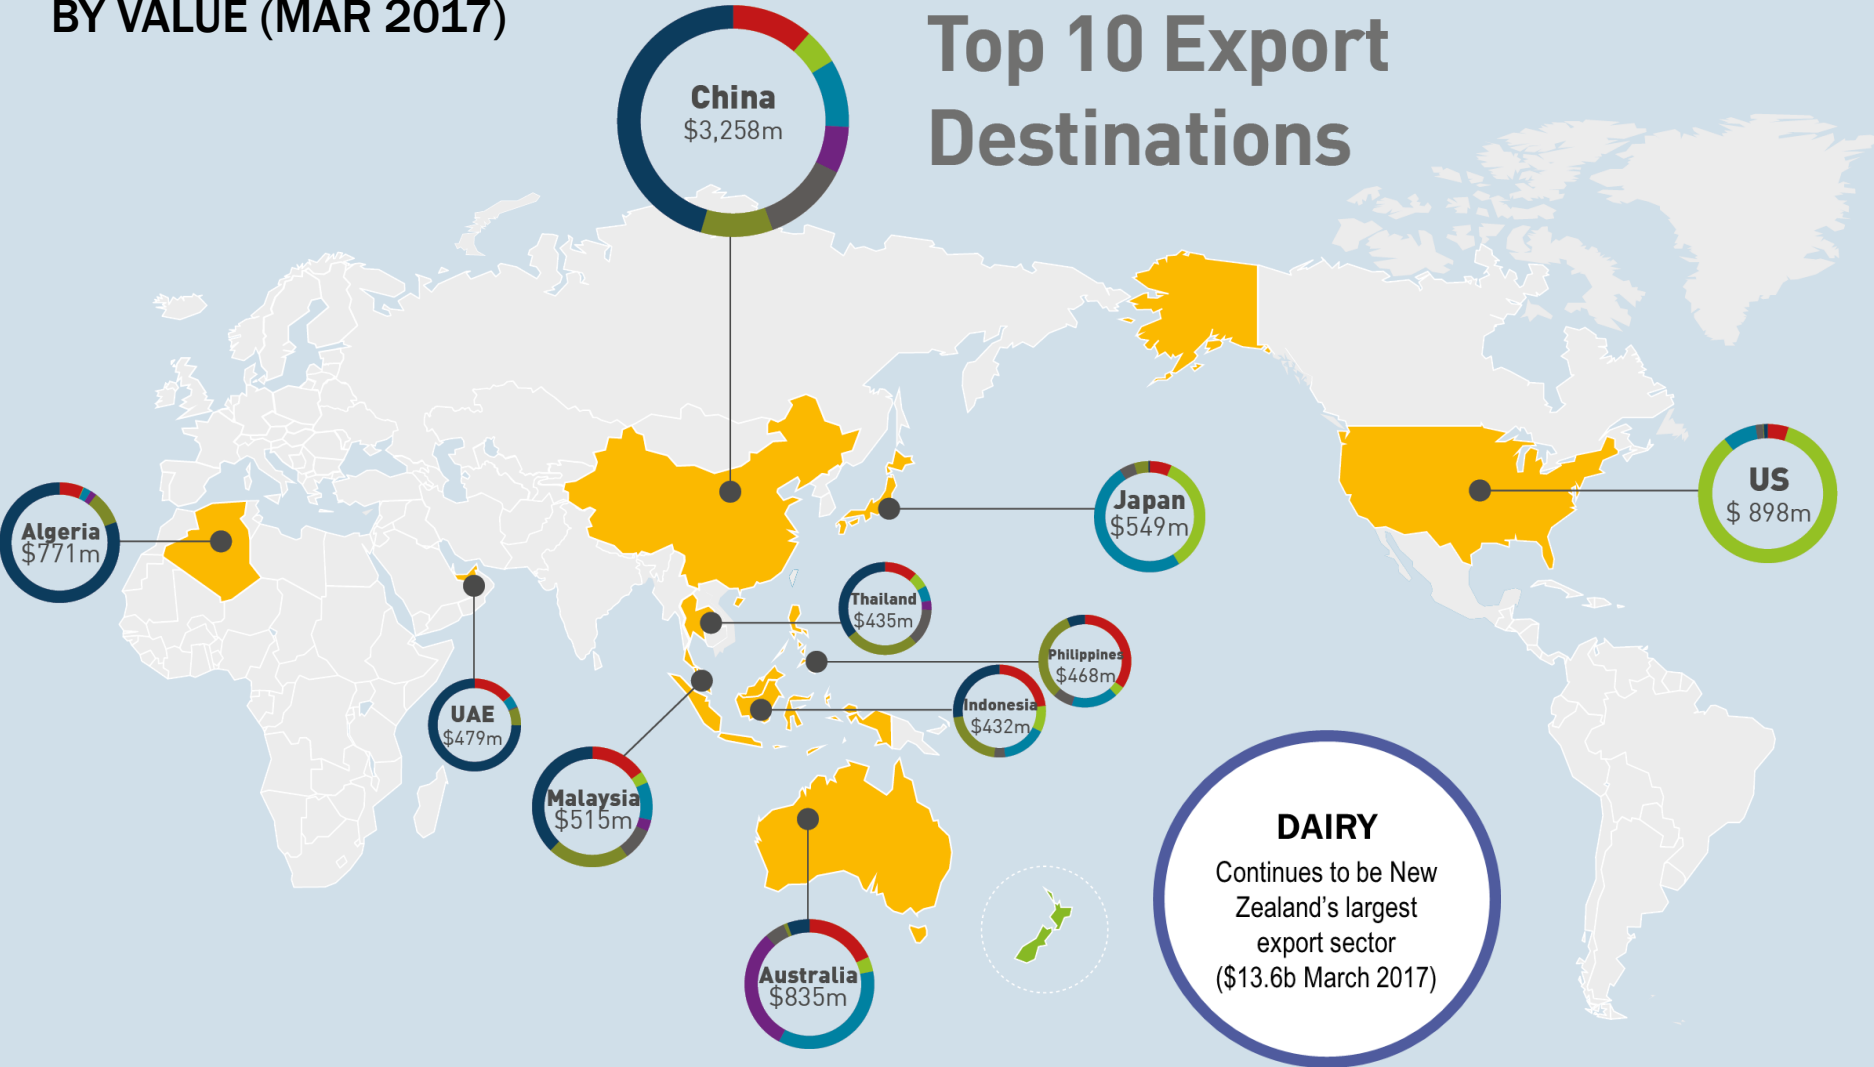 BY VALUE (MAR 2017)
Top 10 Export
Destinations
China
$3,258m
Algeria
$771m
Japan
$549m
US
$ 898m
Thailand
$435m
Philippines
$468m
UAE
$479m
Indonesia
$432m
Malaysia
$515m
Australia
$835m
DAIRY
Continues to be New
Zealand’s largest
export sector
($13.6b March 2017)